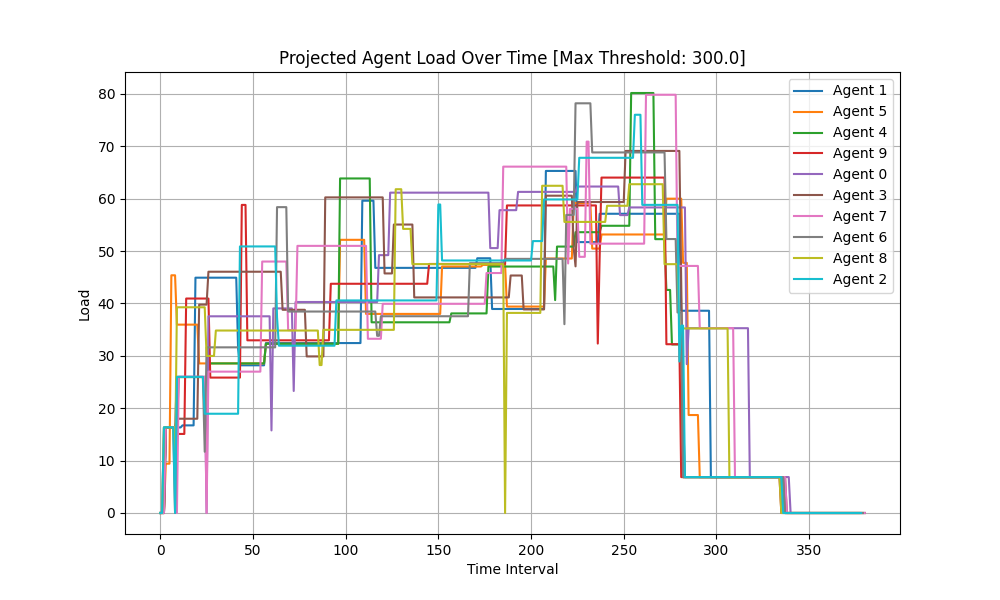 Projected Agent Load Over Time [Max Threshold: 300.0]
Load
80
70
60
50
40
30
20
10
0
0 50 100 150 200 250 300 350
Time Interval
Agent 1
Agent 5
Agent 4
Agent 9
Agent 0
Agent 3
Agent 7
Agent 6
Agent 8
Agent 2